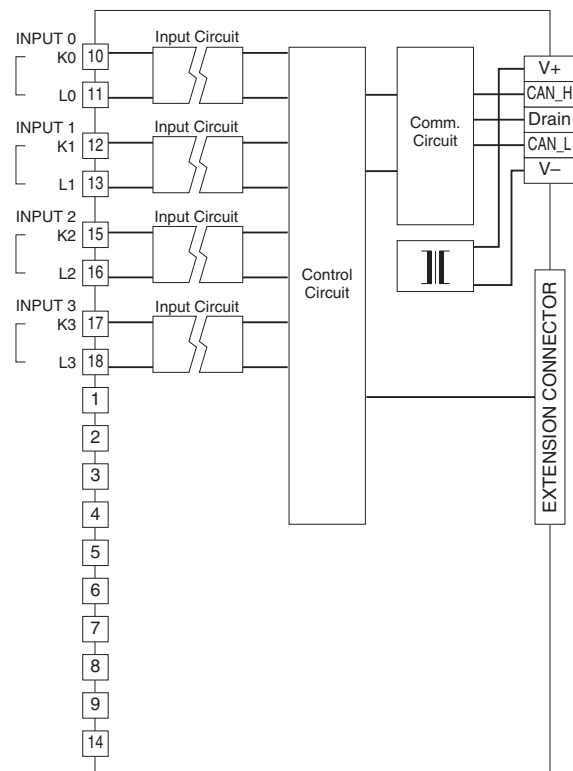 INPUT 0
K0 10
L0 11
Input Circuit
INPUT 1
K1 12
L1 13
Input Circuit
INPUT 2
K2 15
L2 16
Input Circuit
INPUT 3
K3 17
L3 18
Input Circuit
1
2
3
4
5
6
7
8
9
14
Control
Circuit
Comm.
Circuit
V+
CAN_H
Drain
CAN_L
V–
EXTENSION CONNECTOR